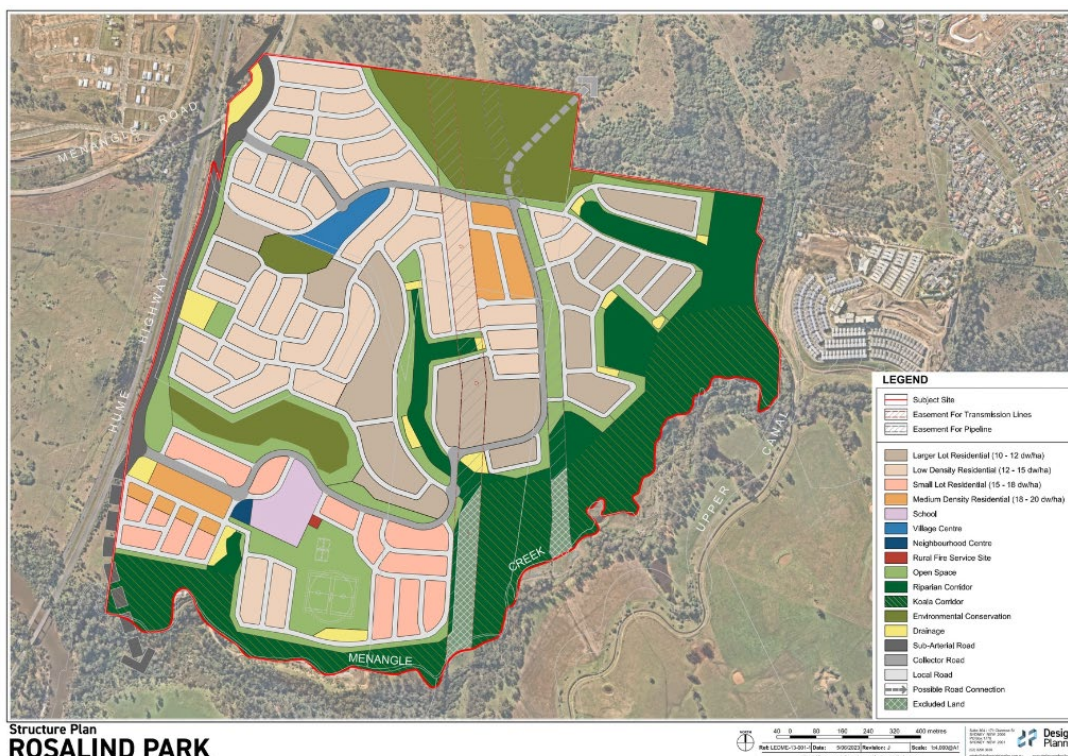 MENANGLE ROAD
HUME HIGHWAY
UPPER CANAL
MENANGLE CREEK
LEGEND
Subject Site
Easement For Transmission Lines
Easement For Pipeline
Larger Lot Residential (10 - 12 dw/ha)
Low Density Residential (12 - 15 dw/ha)
Small Lot Residential (15 - 18 dw/ha)
Medium Density Residential (18 - 20 dw/ha)
School
Village Centre
Neighbourhood Centre
Rural Fire Service Site
Open Space
Riparian Corridor
Koala Corridor
Environmental Conservation
Drainage
Sub-Arterial Road
Collector Road
Local Road
Possible Road Connection
Excluded Land
Structure Plan
ROSALIND PARK
NORTH
40 0 80 160 240 320 400 metres
Date: Revision: J Scale:
Desig
Plann